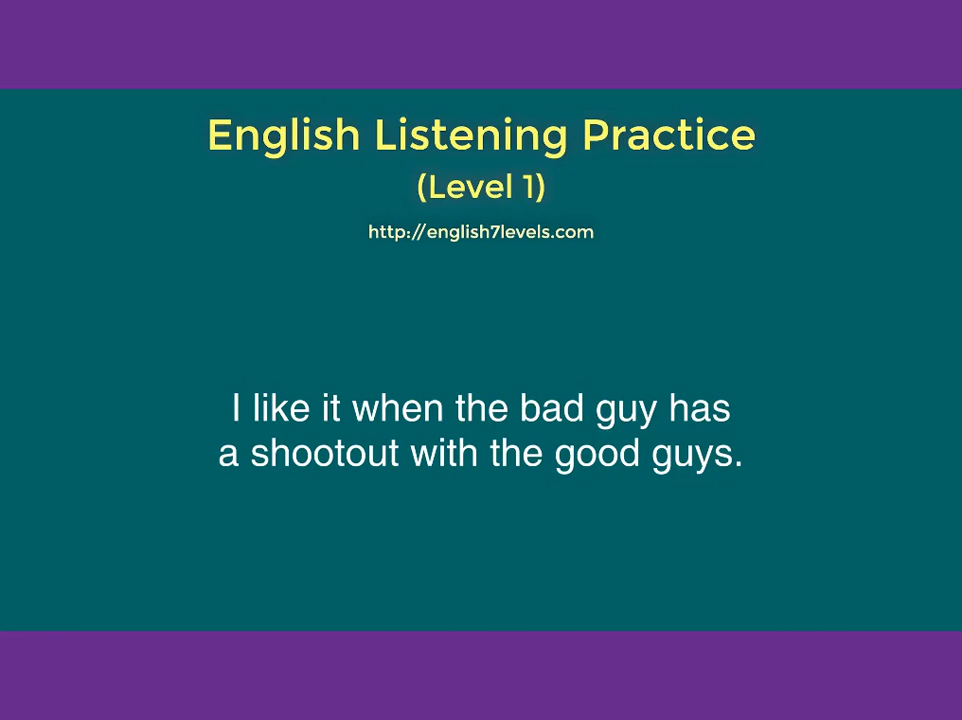 English Listening Practice
(Level 1)
http://english7levels.com
I like it when the bad guy has
a shootout with the good guys.